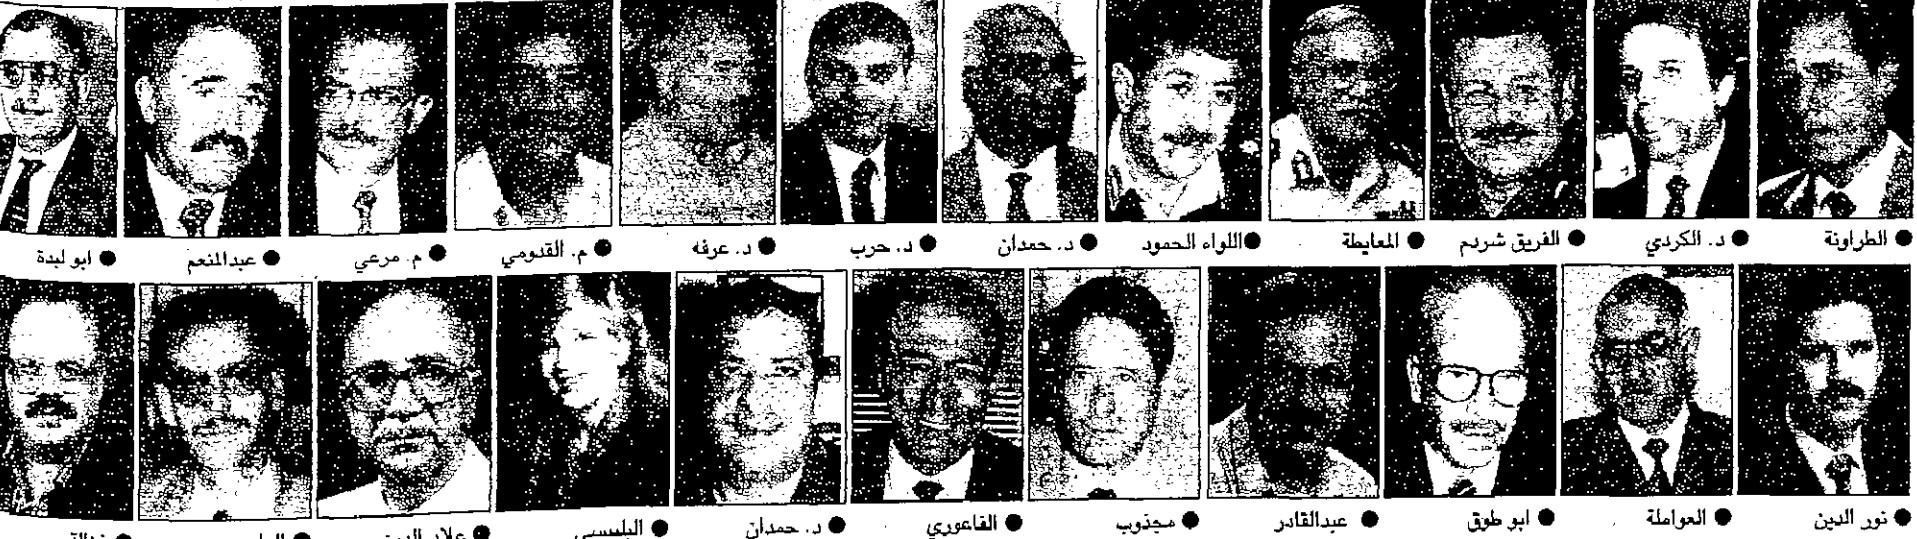 ● الطراونة ● د. الكردي ● الفريق شردم ● المعايطة ● اللواء الحمود ● د. حمدان ● د. حرب ● د. عرفه ● م. القدومي ● م. مرعي ● عبدالمنعم ● ابو لبدة
● نور الدين ● العواملة ● ابو طوق ● عبدالقادر ● مجذوب ● الفاعوري ● د. حمدان ● البلبيسي